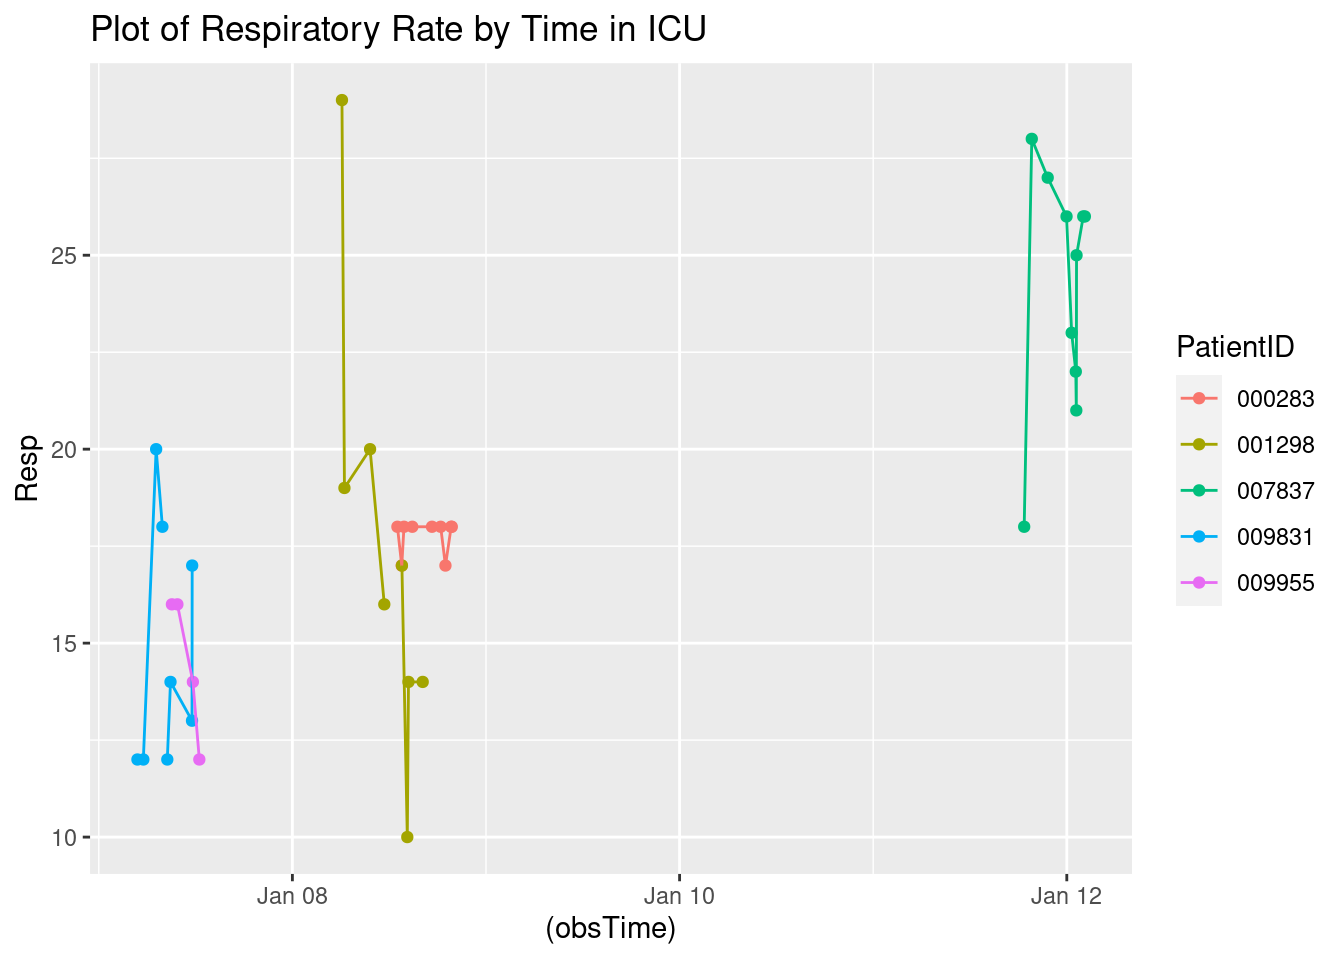 Plot of Respiratory Rate by Time in ICU
25
20
15
10
Resp
Jan 08
Jan 10
Jan 12
(obsTime)
PatientID
000283
001298
007837
009831
009955